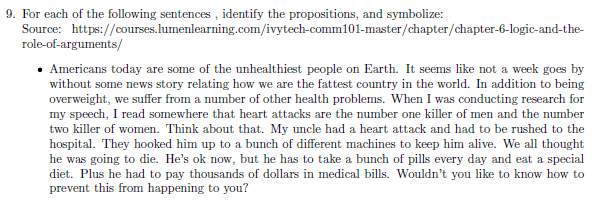 9. For each of the following sentences , identify the propositions, and symbolize:
Source: https://courses.lumenlearning.com/ivytech-comm101-master/chapter/chapter-6-logic-and-the-
role-of-arguments/
• Americans today are some of the unhealthiest people on Earth. It seems like not a week goes by
without some news story relating how we are the fattest country in the world. In addition to being
overweight, we suffer from a number of other health problems. When I was conducting research for
my speech, I read somewhere that heart attacks are the number one killer of men and the number
two killer of women. Think about that. My uncle had a heart attack and had to be rushed to the
hospital. They hooked him up to a bunch of different machines to keep him alive. We all thought
he was going to die. He's ok now, but he has to take a bunch of pills every day and eat a special
diet. Plus he had to pay thousands of dollars in medical bills. Wouldn't you like to know how to
prevent this from happening to you?